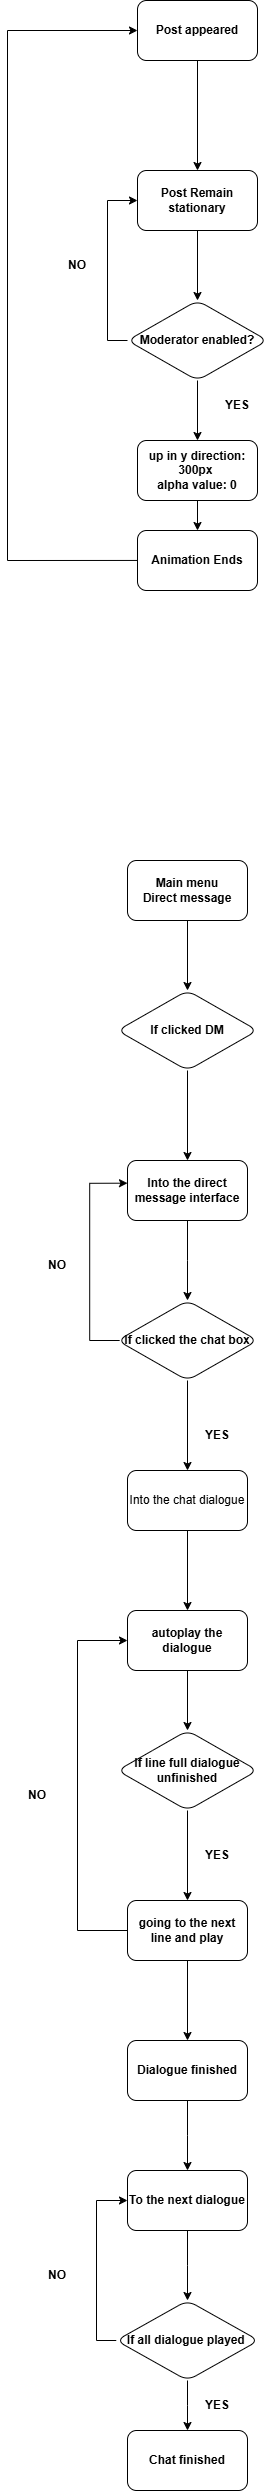 Post appeared
Post Remain
stationary
NO
Moderator enabled?
YES
up in y direction:
300px
alpha value: 0
Animation Ends
Main menu
Direct message
If clicked DM
Into the direct
message interface
NO
If clicked the chat box
YES
Into the chat dialogue
autoplay the
dialogue
If line full dialogue
unfinished
NO
YES
going to the next
line and play
Dialogue finished
To the next dialogue
NO
If all dialogue played
YES
Chat finished